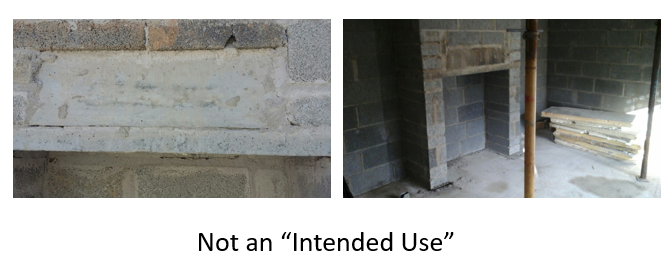 Not an “Intended Use”